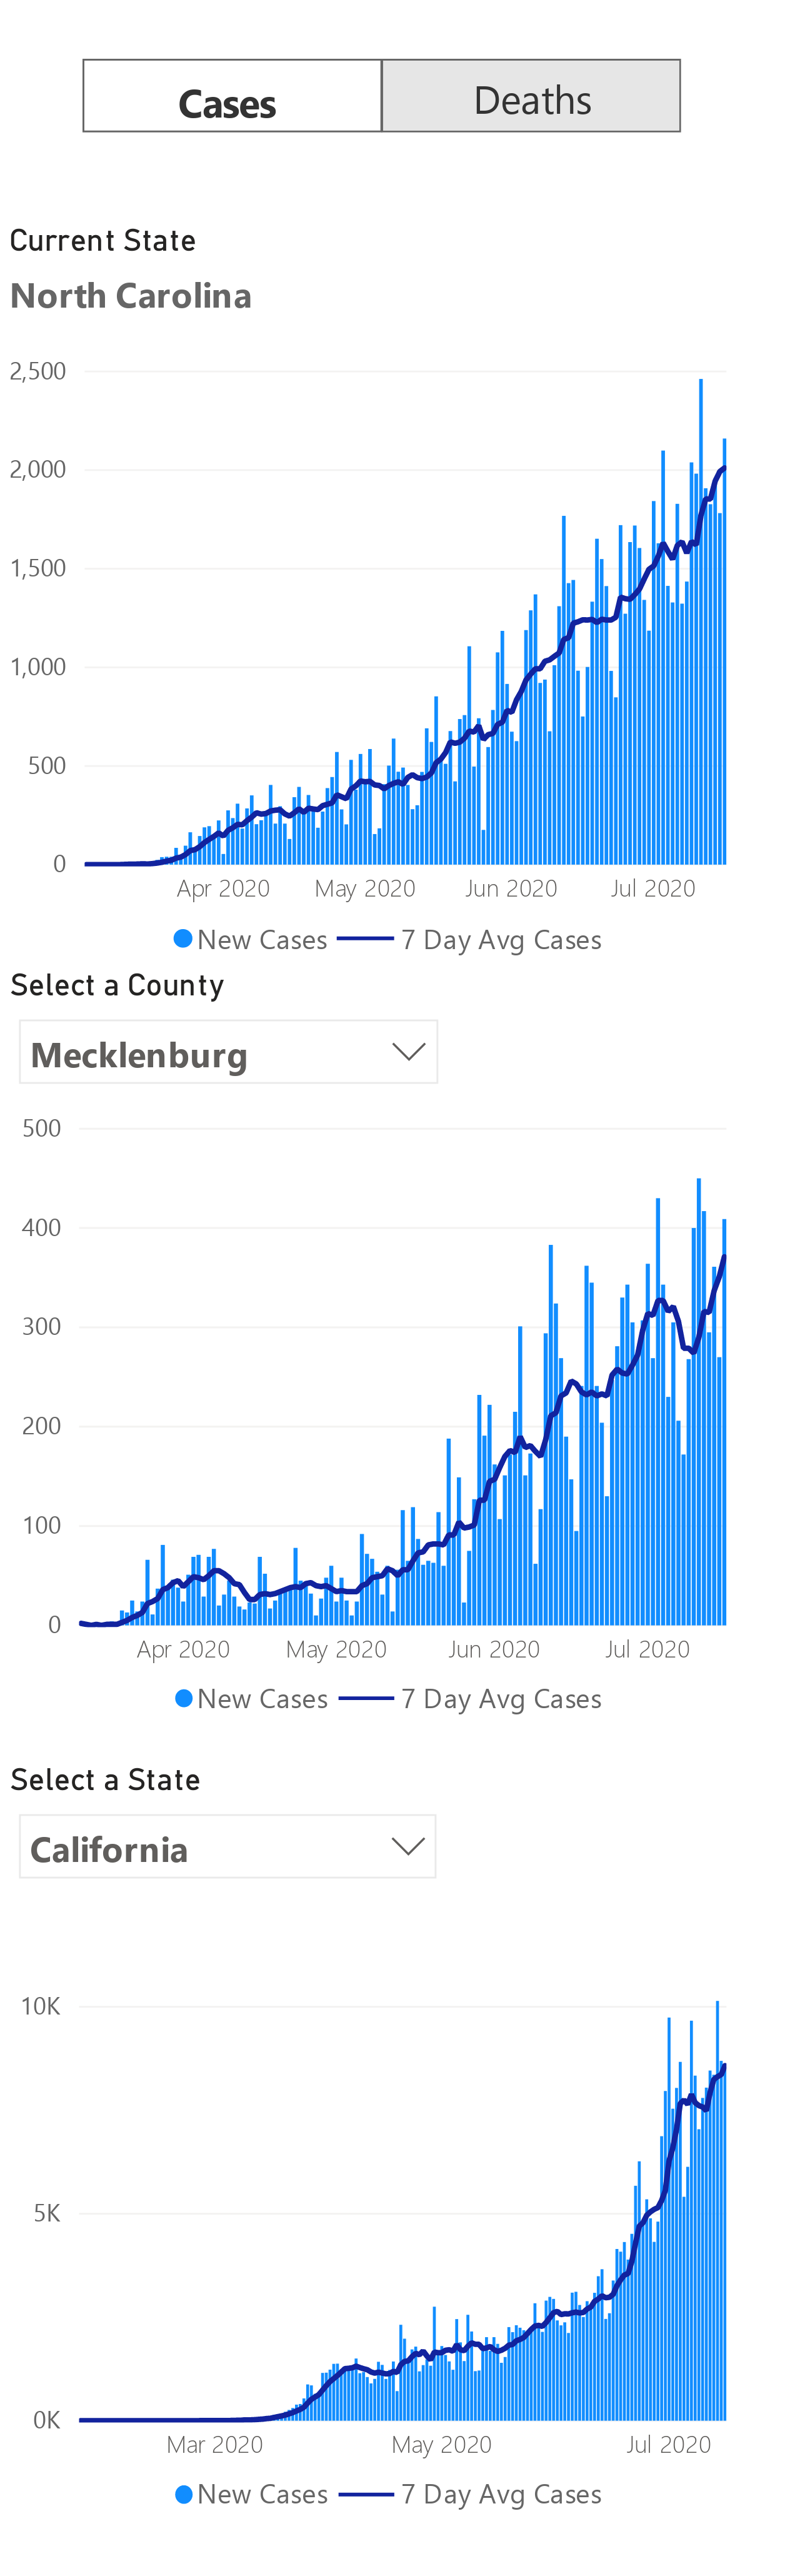 Cases Deaths
Current State
North Carolina
2,500
2,000
1,500
1,000
500
0
Apr 2020 May 2020 Jun 2020 Jul 2020
New Cases 7 Day Avg Cases
Select a County
Mecklenburg
500
400
300
200
100
0
Apr 2020 May 2020 Jun 2020 Jul 2020
New Cases 7 Day Avg Cases
Select a State
California
10K
5K
0K
Mar 2020 May 2020 Jul 2020
New Cases 7 Day Avg Cases